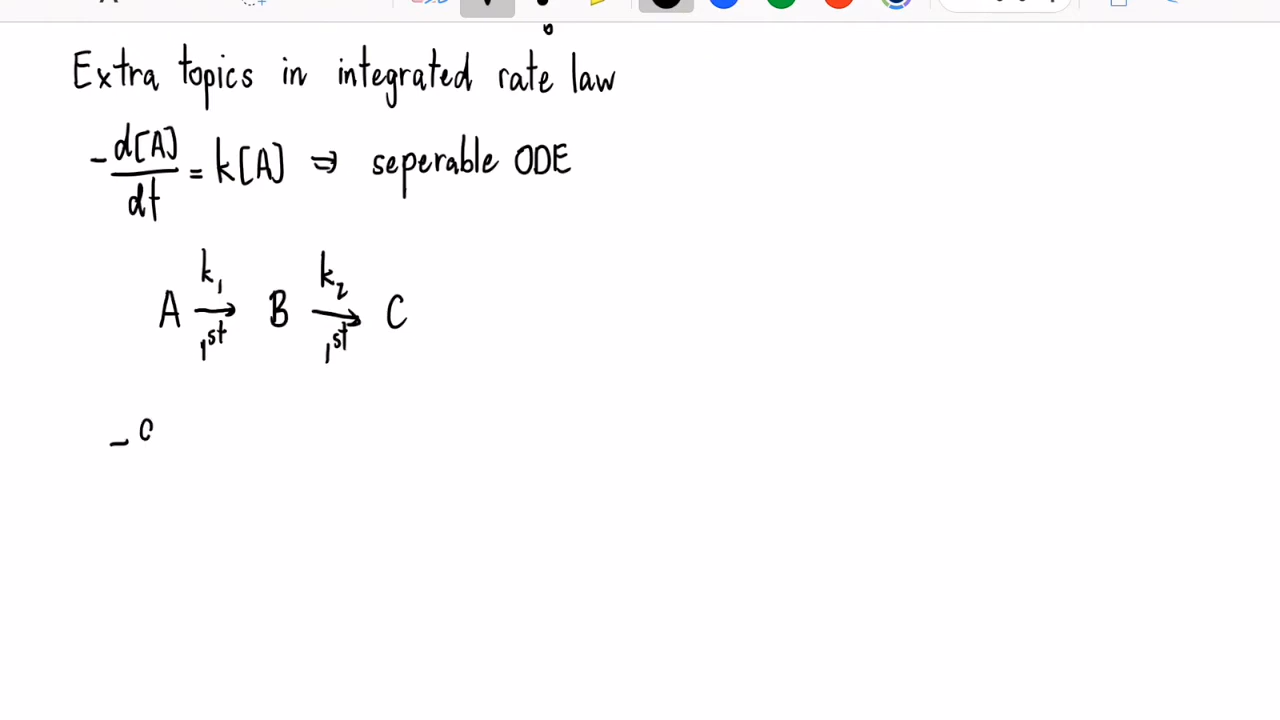 Extra topics in integrated rate law
-d[A]/dt = k[A] ⇒ seperable ODE
A →(k₁, 1st) B →(k₂, 1st) C
-